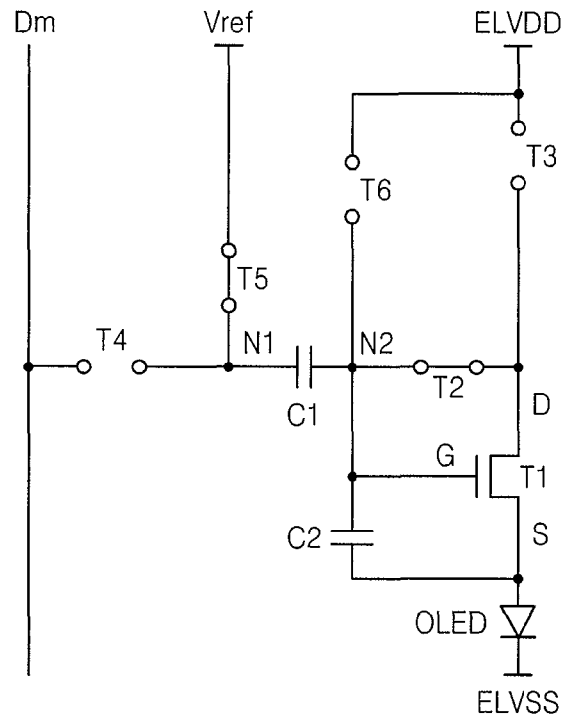 Dm Vref ELVDD
T3
T6
T5
T4 N1 N2
T2
C1 D
G T1
C2 S
OLED
ELVSS